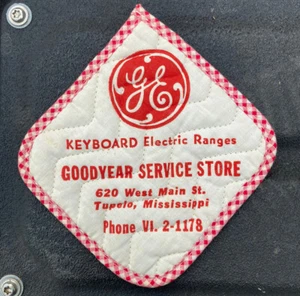 GE
KEYBOARD Electric Ranges
GOODYEAR SERVICE STORE
620 West Main St.
Tupelo, Mississippi
Phone VI. 2-1178